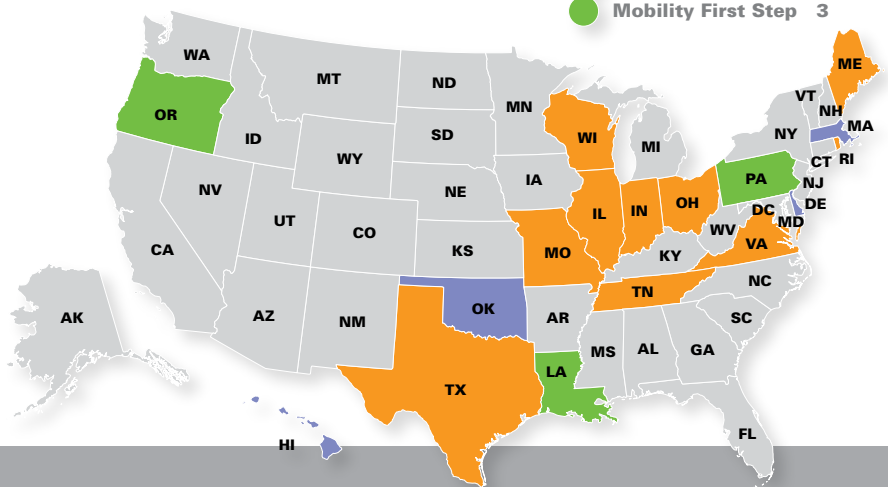 Mobility First Step 3
WA
MT
ND
MN
ME
VT
NH
OR
ID
SD
WI
MI
NY
MA
WY
CT
RI
NV
NE
IA
PA
NJ
UT
IL
IN
OH
DC
DE
MD
CA
CO
KS
MO
WV
VA
KY
AZ
NM
OK
TN
NC
AK
AR
SC
MS
AL
GA
LA
TX
HI
FL